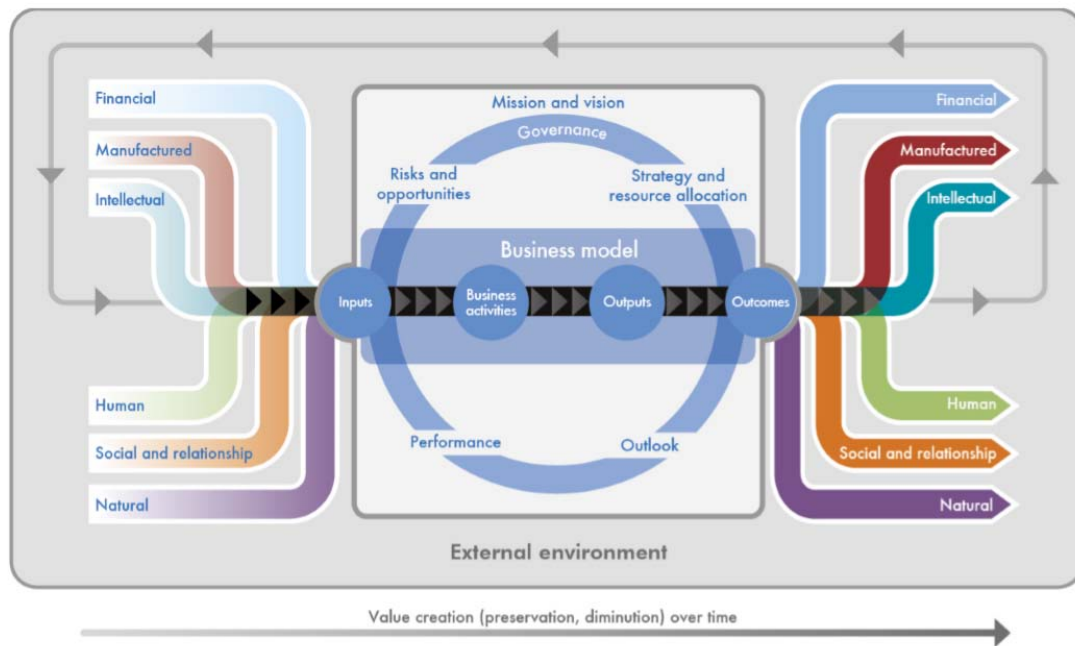 Financial
Manufactured
Intellectual
Human
Social and relationship
Natural
Mission and vision
Governance
Risks and
opportunities
Strategy and
resource allocation
Business model
Inputs
Business
activities
Outputs
Outcomes
Performance
Outlook
Financial
Manufactured
Intellectual
Human
Social and relationship
Natural
External environment
Value creation (preservation, diminution) over time